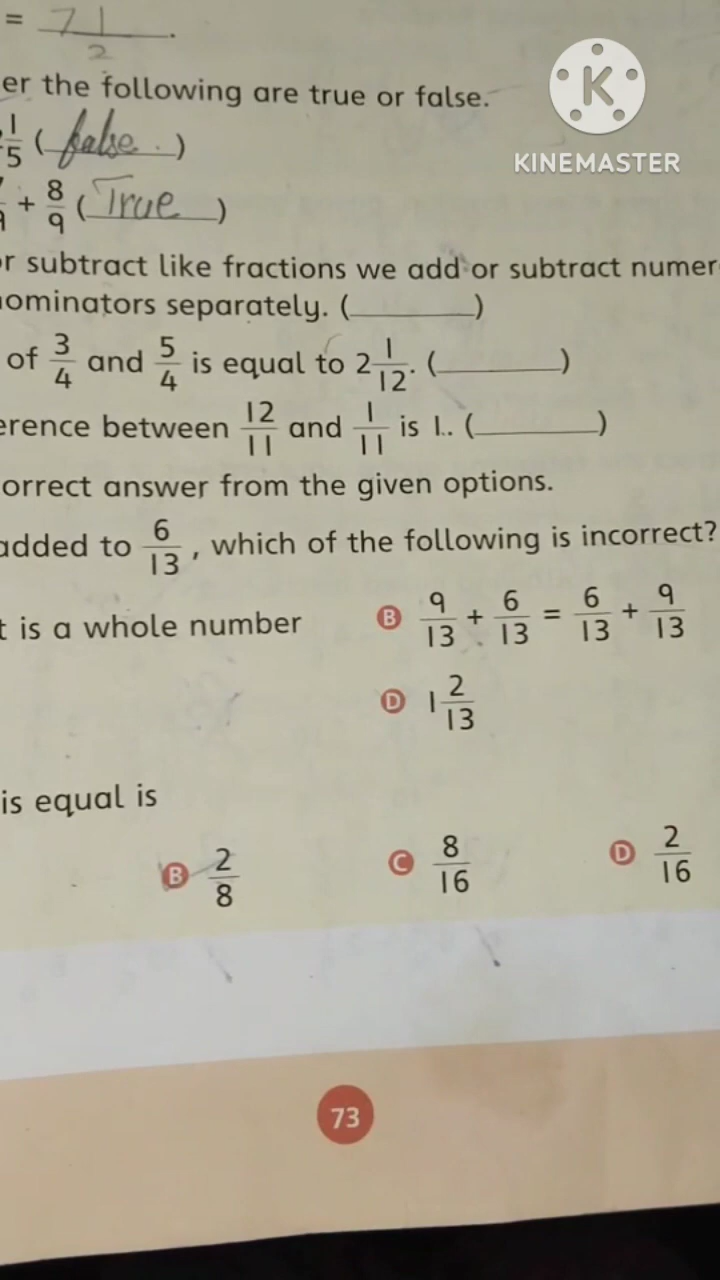 = 7 1/2.
er the following are true or false.
1/5 (false.)
+ 8/9 (True)
r subtract like fractions we add or subtract numer
nominators separately. (______)
of 3/4 and 5/4 is equal to 2 1/12. (______)
erence between 12/11 and 1/11 is 1.. (______)
orrect answer from the given options.
added to 6/13, which of the following is incorrect?
t is a whole number B 9/13 + 6/13 = 6/13 + 9/13
D 1 2/13
is equal is
B 2/8 C 8/16 D 2/16
73
K
KINEMASTER